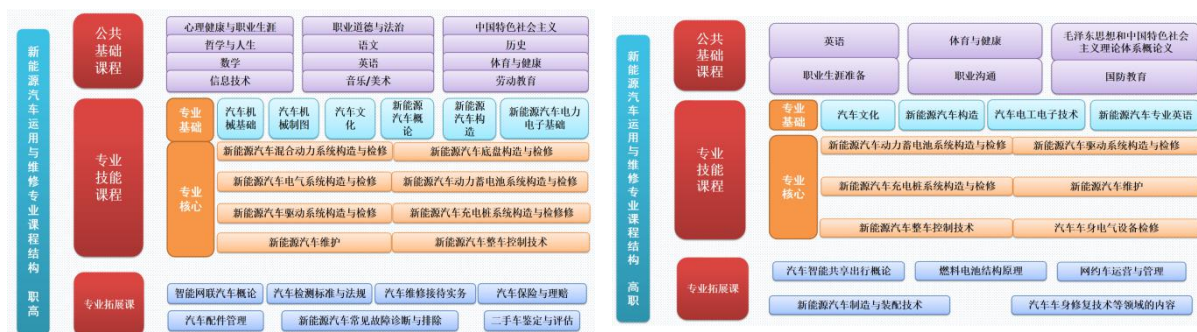 新能源汽车运用与维修专业课程结构 职高
公共基础课程
心理健康与职业生涯 职业道德与法治 中国特色社会主义
哲学与人生 语文 历史
数学 英语 体育与健康
信息技术 音乐/美术 劳动教育
专业技能课程
专业基础
汽车机械基础 汽车机械制图 汽车文化 新能源汽车概论 新能源汽车构造 新能源汽车电力电子基础
专业核心
新能源汽车混合动力系统构造与检修 新能源汽车底盘构造与检修
新能源汽车电气系统构造与检修 新能源汽车动力蓄电池系统构造与检修
新能源汽车驱动系统构造与检修 新能源汽车充电桩系统构造与检修修
新能源汽车维护 新能源汽车整车控制技术
专业拓展课
智能网联汽车概论 汽车检测标准与法规 汽车维修接待实务 汽车保险与理赔
汽车配件管理 新能源汽车常见故障诊断与排除 二手车鉴定与评估
新能源汽车运用与维修专业课程结构 高职
公共基础课程
英语 体育与健康 毛泽东思想和中国特色社会主义理论体系概论义
职业生涯准备 职业沟通 国防教育
专业技能课程
专业基础
汽车文化 新能源汽车构造 汽车电工电子技术 新能源汽车专业英语
专业核心
新能源汽车动力蓄电池系统构造与检修 新能源汽车驱动系统构造与检修
新能源汽车充电桩系统构造与检修 新能源汽车维护
新能源汽车整车控制技术 汽车车身电气设备检修
专业拓展课
汽车智能共享出行概论 燃料电池结构原理 网约车运营与管理
新能源汽车制造与装配技术 汽车车身修复技术等领域的内容